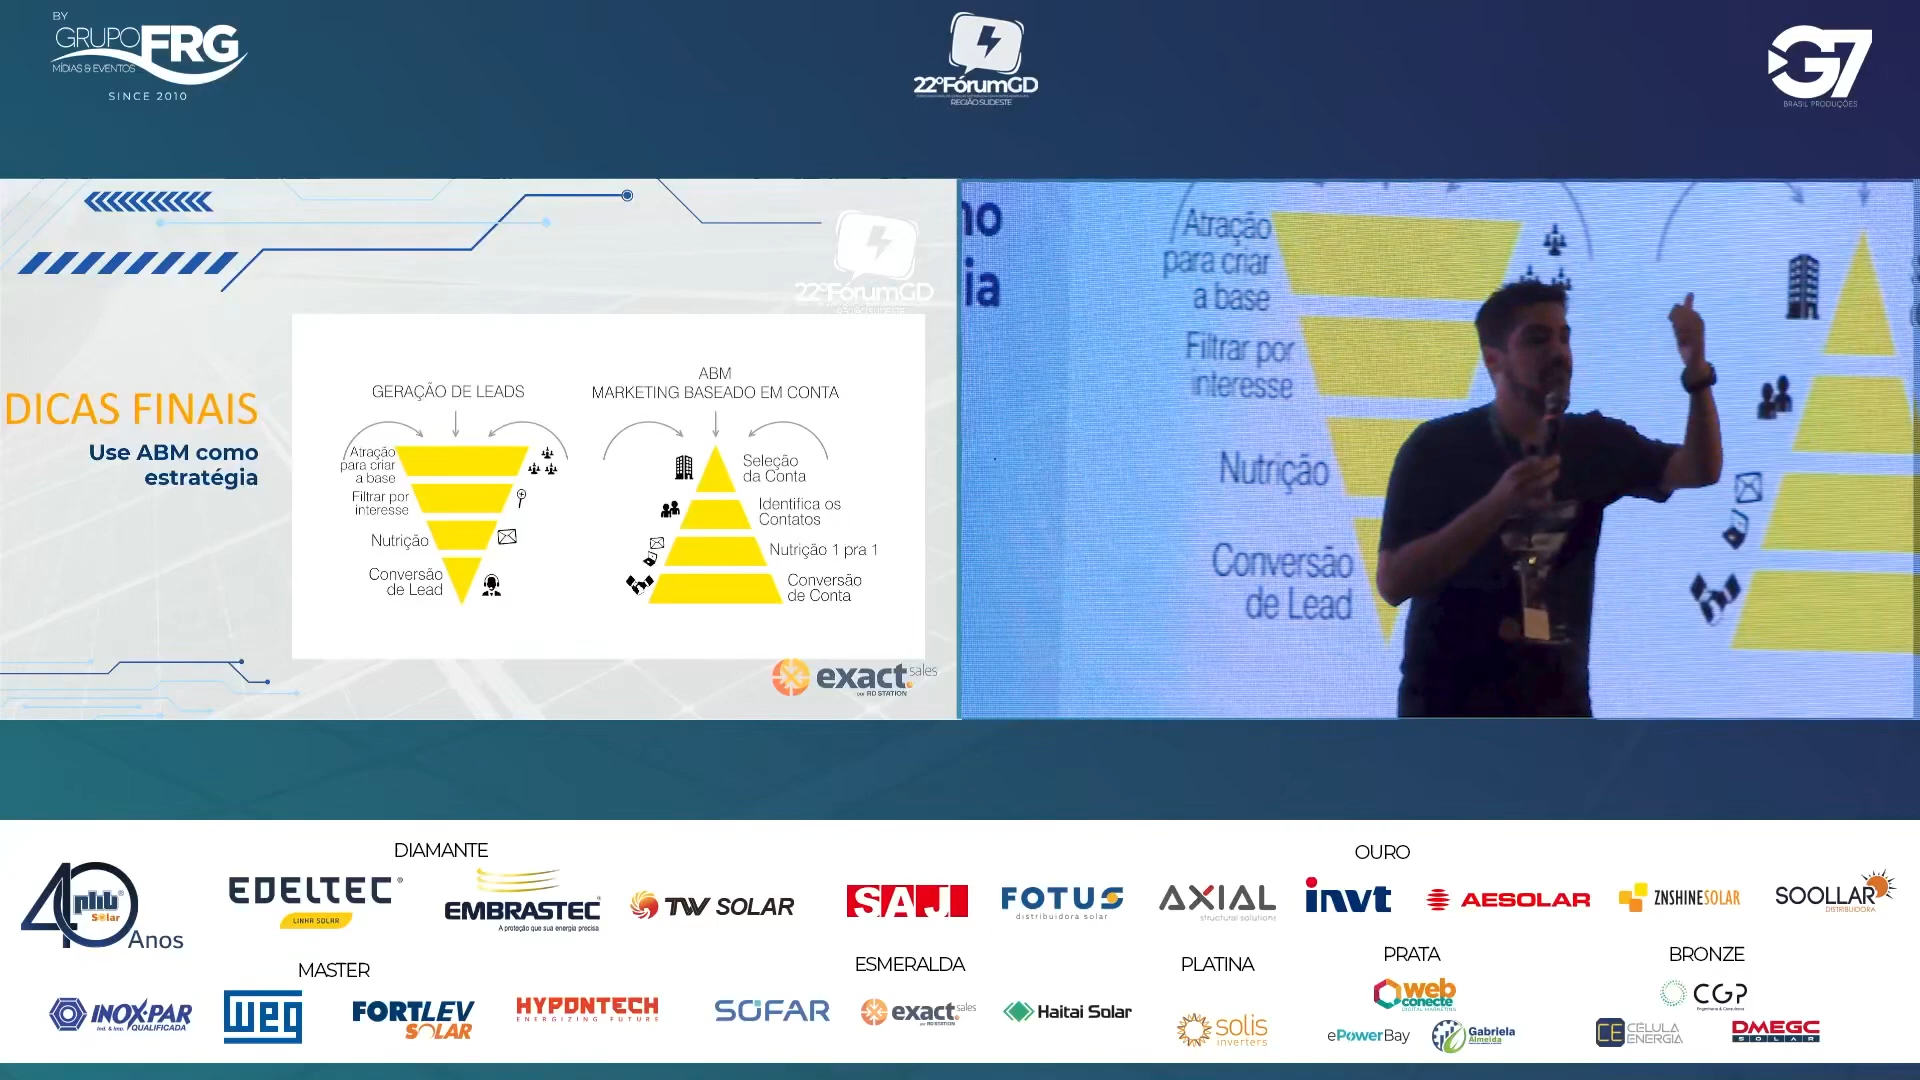 BY
GRUPO FRG
MÍDIAS & EVENTOS
SINCE 2010
22ºFórumGD
REGIÃO SUDESTE
G7
BRASIL PRODUÇÕES
22ºFórumGD
DICAS FINAIS
Use ABM como
estratégia
GERAÇÃO DE LEADS
Atração
para criar
a base
Filtrar por
interesse
Nutrição
Conversão
de Lead
ABM
MARKETING BASEADO EM CONTA
Seleção
da Conta
Identifica os
Contatos
Nutrição 1 pra 1
Conversão
de Conta
exact sales
por RD STATION
no
ia
Atração
para criar
a base
Filtrar por
interesse
Nutrição
Conversão
de Lead
DIAMANTE
OURO
40 Anos
phb Solar
EDELTEC
LINHA SOLAR
EMBRASTEC
A proteção que sua energia precisa
TW SOLAR
SAJ
FOTUS
distribuidora solar
AXIAL
structural solutions
invt
AESOLAR
ZNSHINESOLAR
SOOLLAR
DISTRIBUIDORA
MASTER
ESMERALDA
PLATINA
PRATA
BRONZE
INOX-PAR
Ind. & Imp. QUALIFICADA
WEG
FORTLEV
SOLAR
HYPONTECH
ENERGIZING FUTURE
SOFAR
exact sales
por RD STATION
Haitai Solar
solis
inverters
web
conecte
DIGITAL MARKETING
ePowerBay
Gabriela
Almeida
CGP
Engenharia & Consultoria
CE CÉLULA
ENERGIA
DMEGC
SOLAR